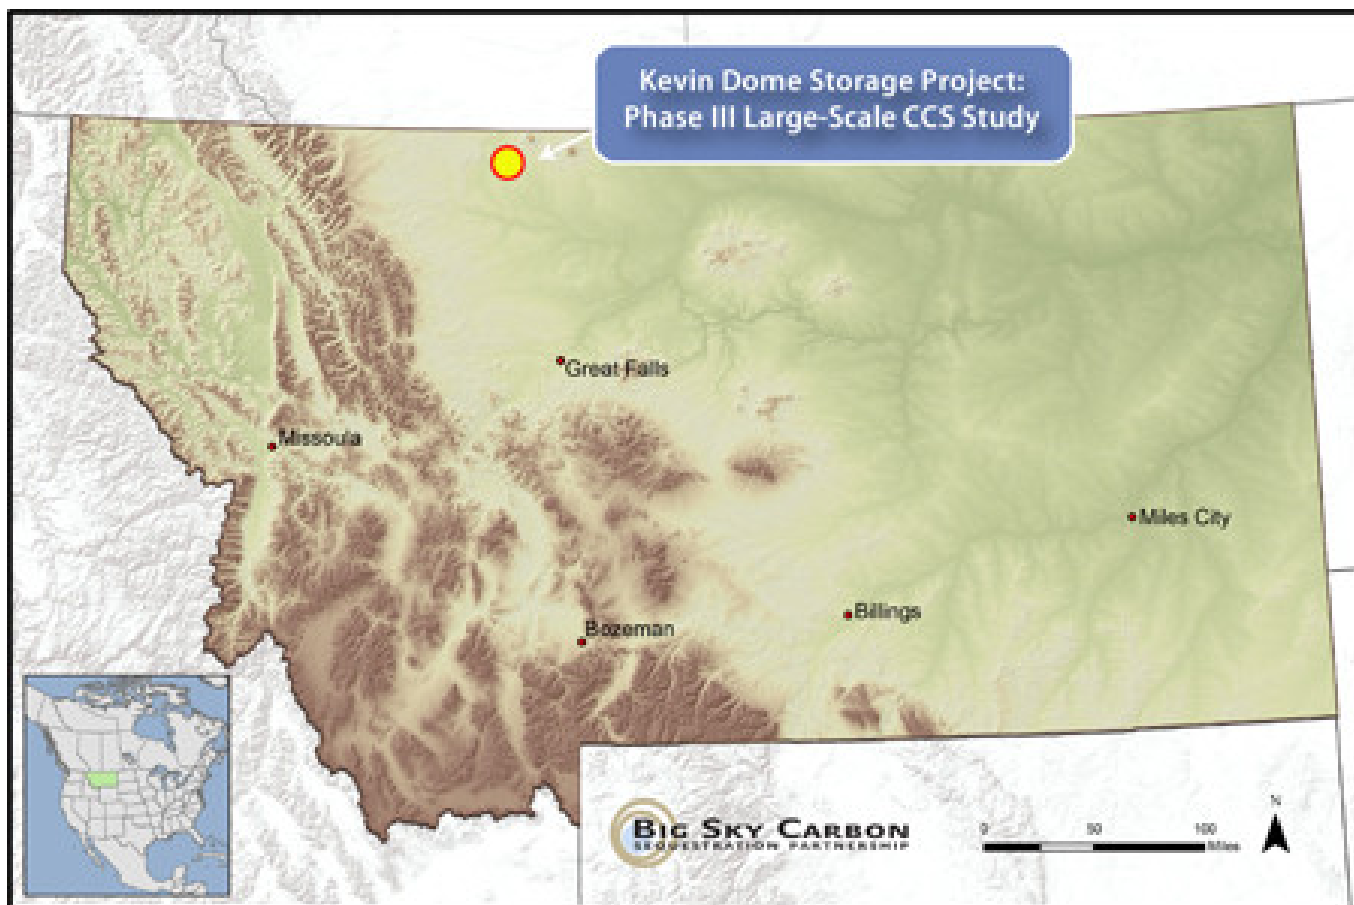 Kevin Dome Storage Project:
Phase III Large-Scale CCS Study
Great Falls
Missoula
Miles City
Billings
Bozeman
BIG SKY CARBON
SEQUESTRATION PARTNERSHIP
N
0 50 100
Miles